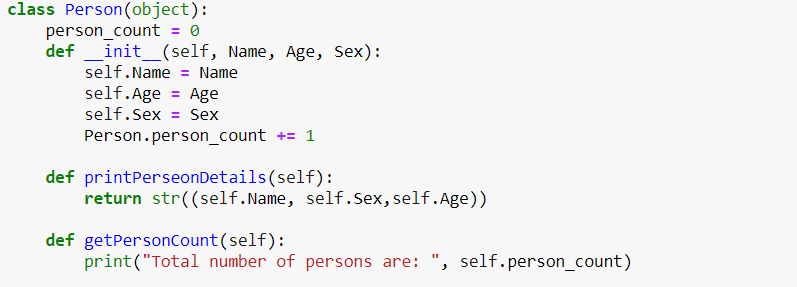 class Person(object):
    person_count = 0
    def __init__(self, Name, Age, Sex):
        self.Name = Name
        self.Age = Age
        self.Sex = Sex
        Person.person_count += 1

    def printPerseonDetails(self):
        return str((self.Name, self.Sex,self.Age))

    def getPersonCount(self):
        print("Total number of persons are: ", self.person_count)